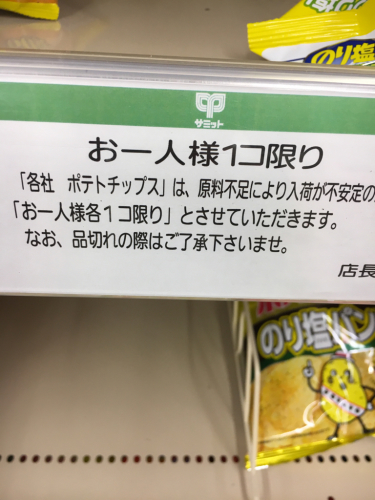 のり塩
サミット
お一人様1コ限り
「各社　ポテトチップス」は、原料不足により入荷が不安定の
「お一人様各1コ限り」とさせていただきます。
なお、品切れの際はご了承下さいませ。
店長
のり塩パン